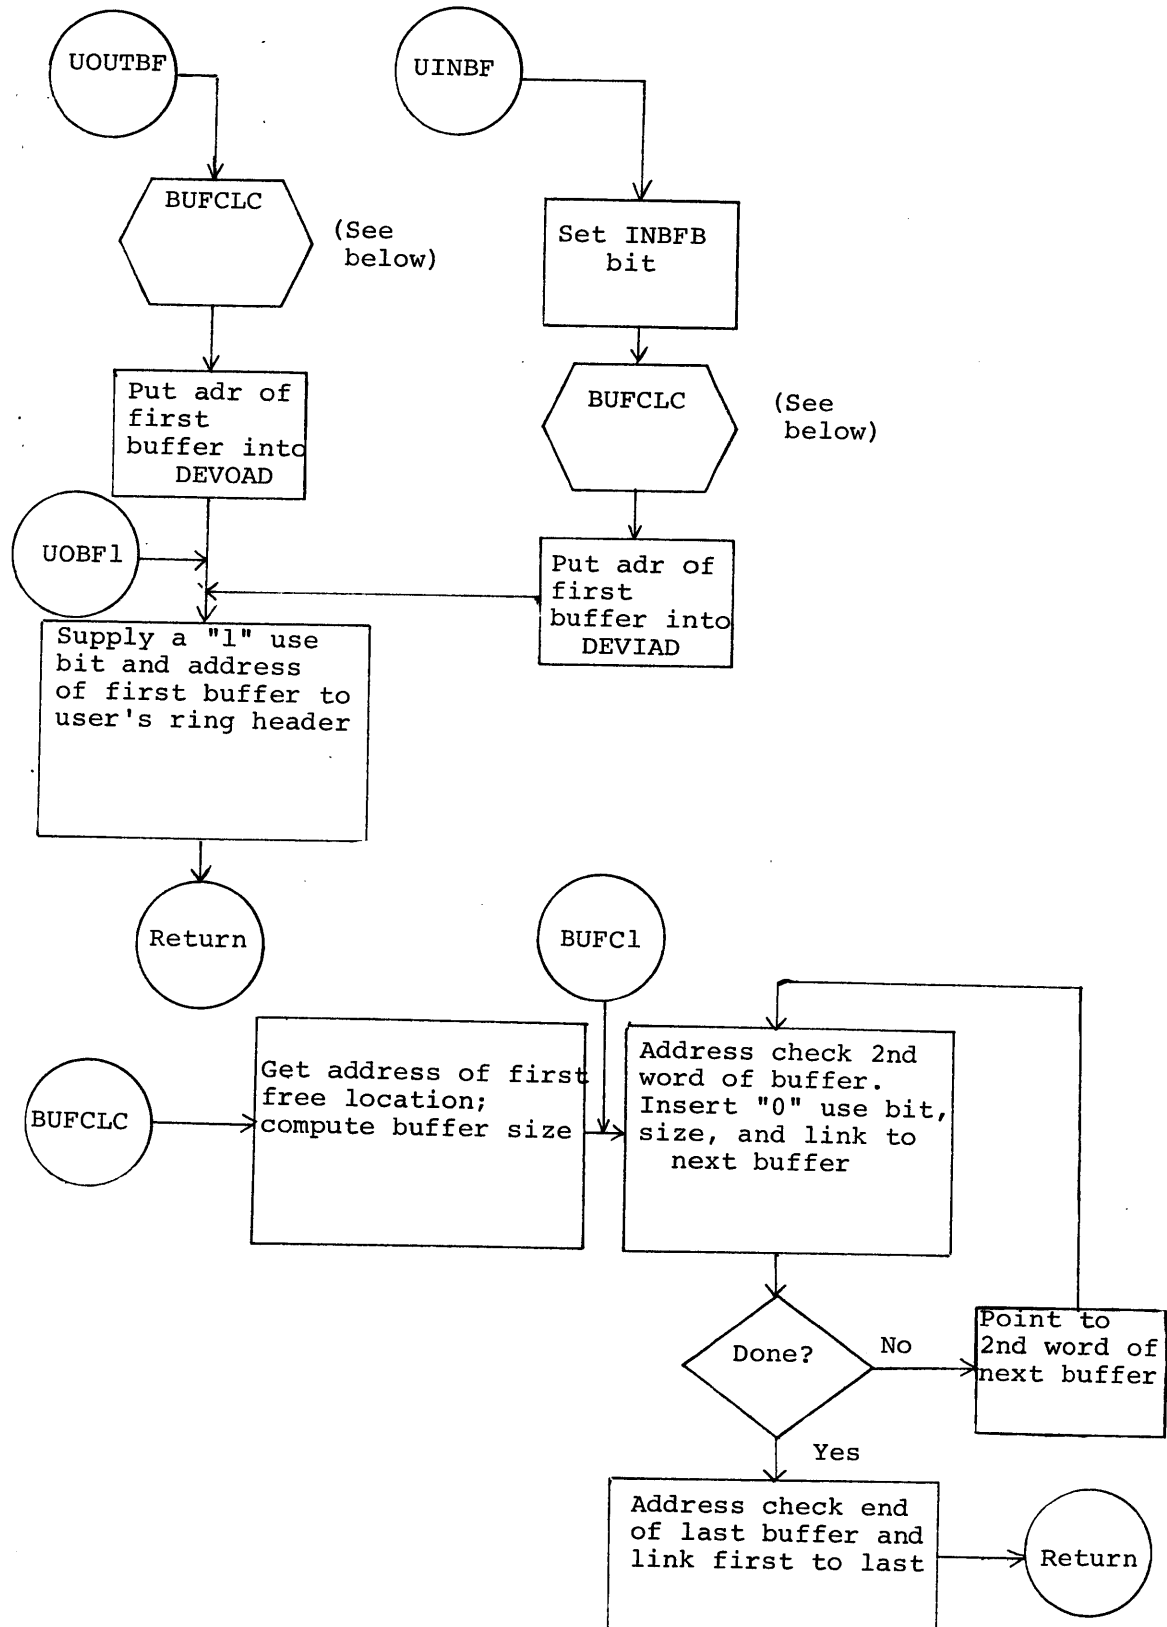 UOUTBF
UINBF
BUFCLC
(See
below)
Set INBFB
bit
Put adr of
first
buffer into
DEVOAD
BUFCLC
(See
below)
UOBF1
Put adr of
first
buffer into
DEVIAD
Supply a "1" use
bit and address
of first buffer to
user's ring header
Return
BUFC1
BUFCLC
Get address of first
free location;
compute buffer size
Address check 2nd
word of buffer.
Insert "0" use bit,
size, and link to
next buffer
Done?
No
Point to
2nd word of
next buffer
Yes
Address check end
of last buffer and
link first to last
Return